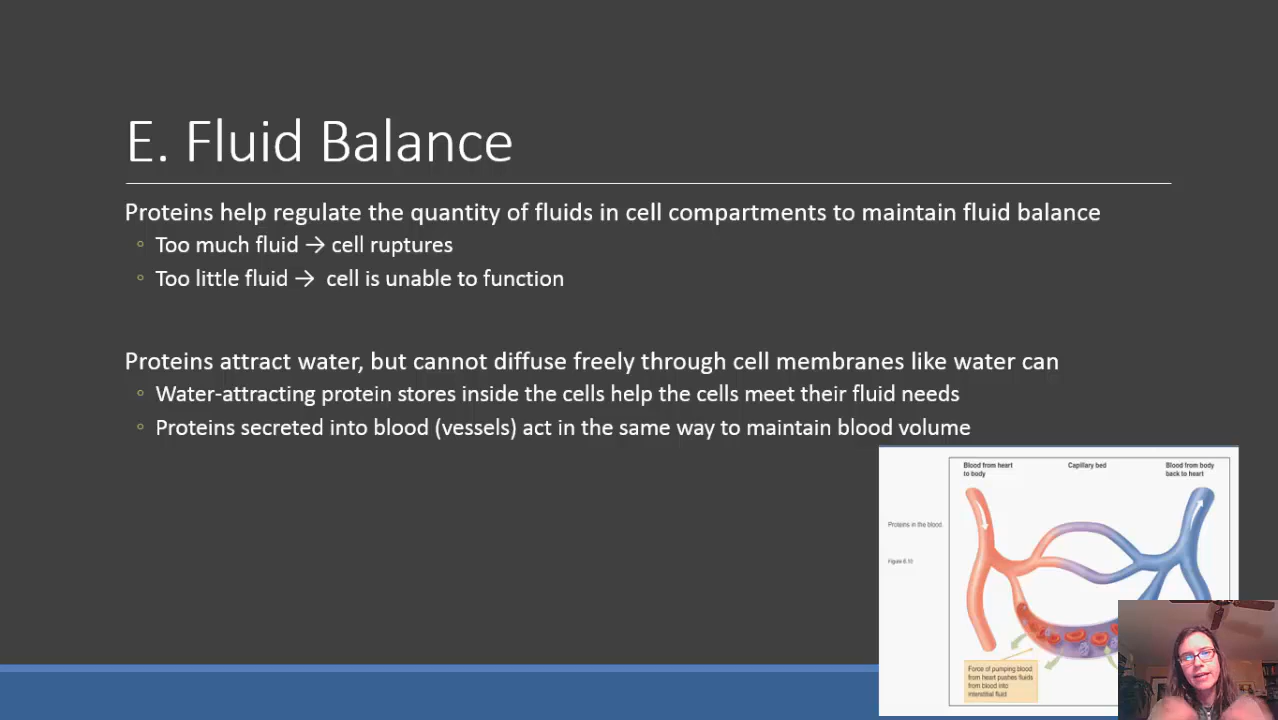 E. Fluid Balance
Proteins help regulate the quantity of fluids in cell compartments to maintain fluid balance
◦ Too much fluid → cell ruptures
◦ Too little fluid → cell is unable to function
Proteins attract water, but cannot diffuse freely through cell membranes like water can
◦ Water-attracting protein stores inside the cells help the cells meet their fluid needs
◦ Proteins secreted into blood (vessels) act in the same way to maintain blood volume
Blood from heart
to body
Capillary bed
Blood from body
back to heart
Proteins in the blood.
Figure 6.10
Force of pumping blood
from heart pushes fluids
from blood into
interstitial fluid